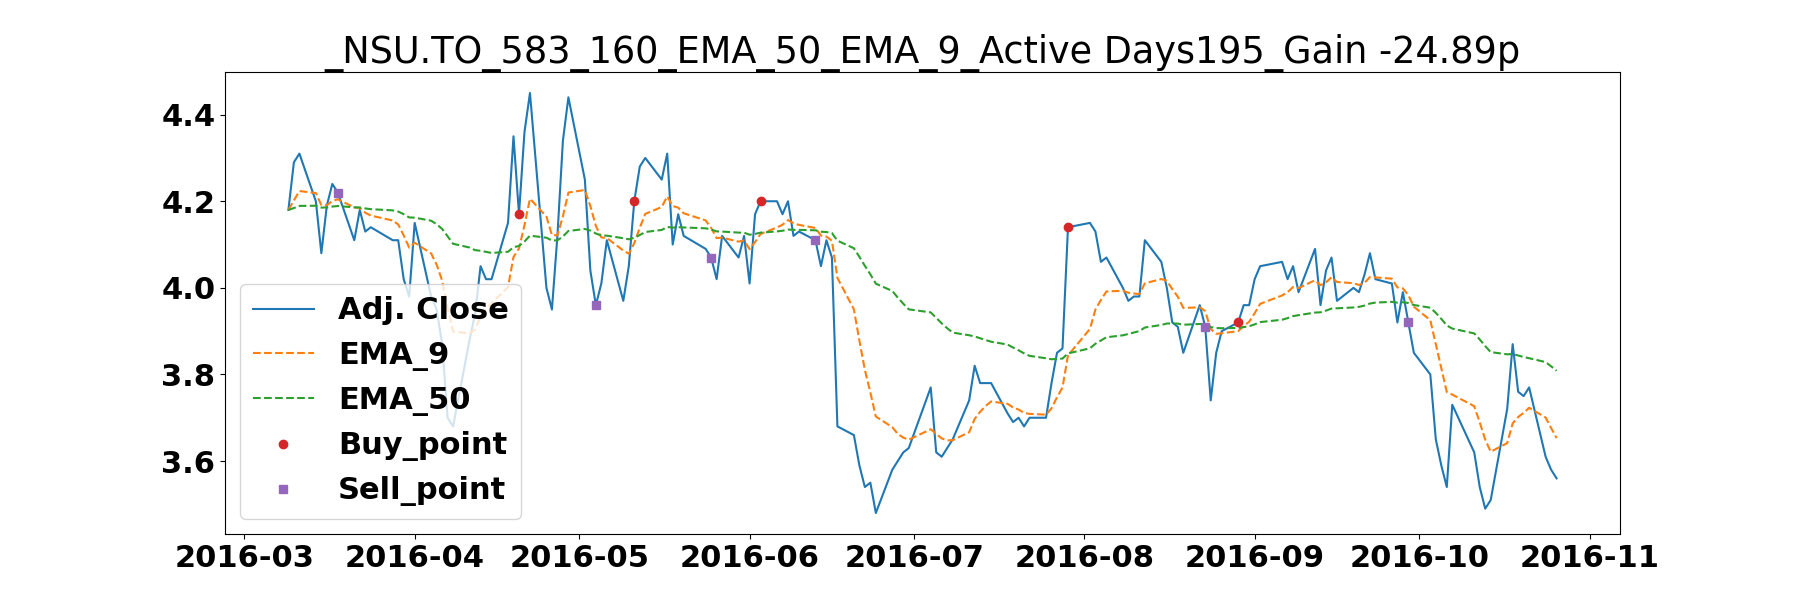 _NSU.TO_583_160_EMA_50_EMA_9_Active Days195_Gain -24.89p
4.4
4.2
4.0
3.8
3.6
Adj. Close
EMA_9
EMA_50
Buy_point
Sell_point
2016-03 2016-04 2016-05 2016-06 2016-07 2016-08 2016-09 2016-10 2016-11